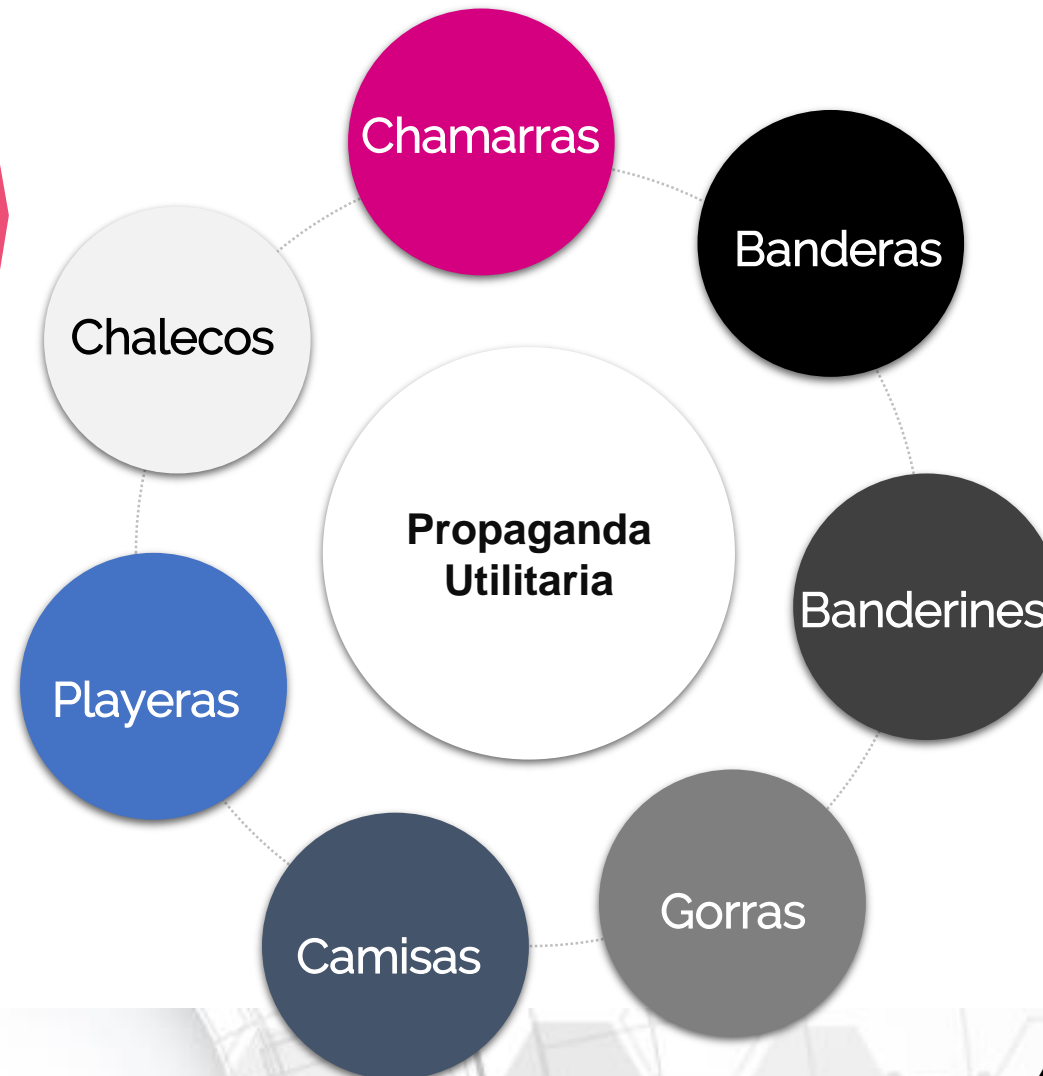 Chamarras
Banderas
Chalecos
Propaganda
Utilitaria
Banderines
Playeras
Gorras
Camisas